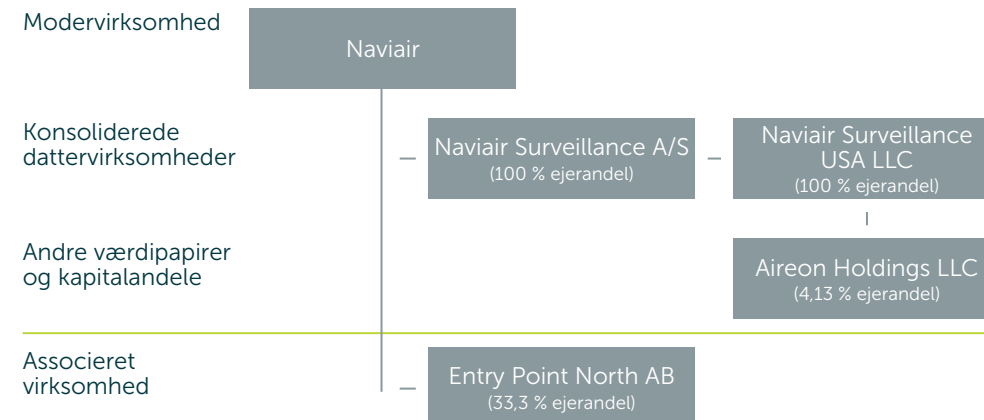 Modervirksomhed
Naviair
Konsoliderede
dattervirksomheder
Naviair Surveillance A/S
(100 % ejerandel)
Naviair Surveillance
USA LLC
(100 % ejerandel)
Andre værdipapirer
og kapitalandele
Aireon Holdings LLC
(4,13 % ejerandel)
Associeret
virksomhed
Entry Point North AB
(33,3 % ejerandel)